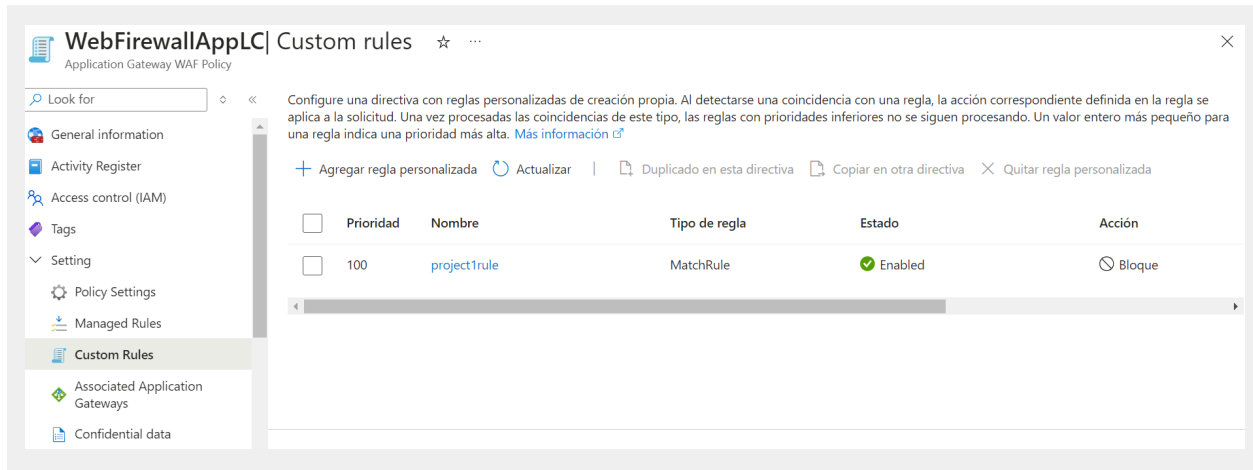 WebFirewallAppLC| Custom rules
Application Gateway WAF Policy
Look for
General information
Activity Register
Access control (IAM)
Tags
Setting
Policy Settings
Managed Rules
Custom Rules
Associated Application
Gateways
Confidential data
Configure una directiva con reglas personalizadas de creación propia. Al detectarse una coincidencia con una regla, la acción correspondiente definida en la regla se
aplica a la solicitud. Una vez procesadas las coincidencias de este tipo, las reglas con prioridades inferiores no se siguen procesando. Un valor entero más pequeño para
una regla indica una prioridad más alta. Más información
Agregar regla personalizada Actualizar | Duplicado en esta directiva Copiar en otra directiva Quitar regla personalizada
Prioridad Nombre Tipo de regla Estado Acción
100 project1rule MatchRule Enabled Bloque